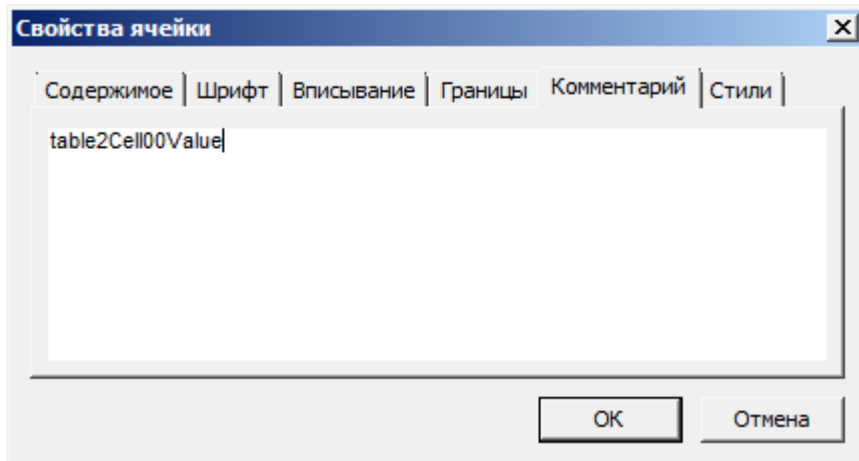 Свойства ячейки
Содержимое Шрифт Вписывание Границы Комментарий Стили
table2Cell00Value
OK Отмена